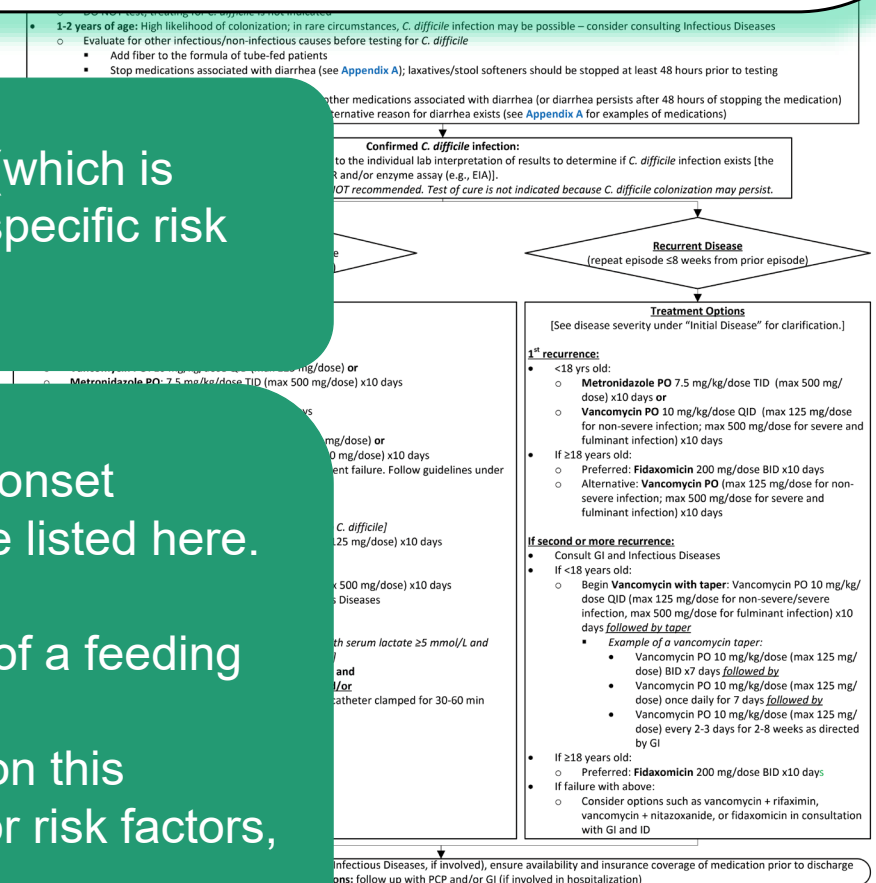 DO NOT test; treating for C. difficile is not indicated
• 1-2 years of age: High likelihood of colonization; in rare circumstances, C. difficile infection may be possible – consider consulting Infectious Diseases
o Evaluate for other infectious/non-infectious causes before testing for C. difficile
▪ Add fiber to the formula of tube-fed patients
▪ Stop medications associated with diarrhea (see Appendix A); laxatives/stool softeners should be stopped at least 48 hours prior to testing
other medications associated with diarrhea (or diarrhea persists after 48 hours of stopping the medication)
ternative reason for diarrhea exists (see Appendix A for examples of medications)
(which is
specific risk
Confirmed C. difficile infection:
to the individual lab interpretation of results to determine if C. difficile infection exists [the
R and/or enzyme assay (e.g., EIA)].
NOT recommended. Test of cure is not indicated because C. difficile colonization may persist.
e
)
Recurrent Disease
(repeat episode ≤8 weeks from prior episode)
mg/dose) or
o Metronidazole PO: 7.5 mg/kg/dose TID (max 500 mg/dose) x10 days
ys
mg/dose) or
0 mg/dose) x10 days
ent failure. Follow guidelines under
C. difficile]
125 mg/dose) x10 days
x 500 mg/dose) x10 days
s Diseases
th serum lactate ≥5 mmol/L and
and
d/or
catheter clamped for 30-60 min
onset
e listed here.
of a feeding
on this
or risk factors,
Treatment Options
[See disease severity under "Initial Disease" for clarification.]
1st recurrence:
• <18 yrs old:
o Metronidazole PO 7.5 mg/kg/dose TID (max 500 mg/
dose) x10 days or
o Vancomycin PO 10 mg/kg/dose QID (max 125 mg/dose
for non-severe infection; max 500 mg/dose for severe and
fulminant infection) x10 days
• If ≥18 years old:
o Preferred: Fidaxomicin 200 mg/dose BID x10 days
o Alternative: Vancomycin PO (max 125 mg/dose for non-
severe infection; max 500 mg/dose for severe and
fulminant infection) x10 days
If second or more recurrence:
• Consult GI and Infectious Diseases
• If <18 years old:
o Begin Vancomycin with taper: Vancomycin PO 10 mg/kg/
dose QID (max 125 mg/dose for non-severe/severe
infection, max 500 mg/dose for fulminant infection) x10
days followed by taper
▪ Example of a vancomycin taper:
• Vancomycin PO 10 mg/kg/dose (max 125 mg/
dose) BID x7 days followed by
• Vancomycin PO 10 mg/kg/dose (max 125 mg/
dose) once daily for 7 days followed by
• Vancomycin PO 10 mg/kg/dose (max 125 mg/
dose) every 2-3 days for 2-8 weeks as directed
by GI
• If ≥18 years old:
o Preferred: Fidaxomicin 200 mg/dose BID x10 days
• If failure with above:
o Consider options such as vancomycin + rifaximin,
vancomycin + nitazoxanide, or fidaxomicin in consultation
with GI and ID
Infectious Diseases, if involved), ensure availability and insurance coverage of medication prior to discharge
ons: follow up with PCP and/or GI (if involved in hospitalization)